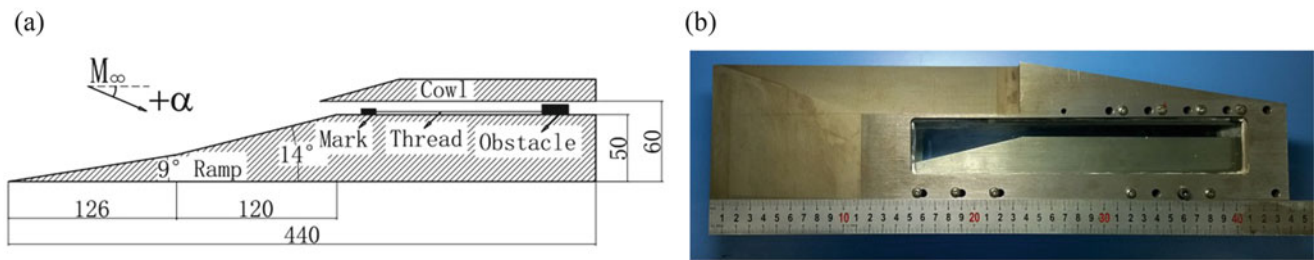 (a)
(b)
M∞
+α
Cowl
Mark Thread Obstacle
9° Ramp 14°
50
60
126 120
440
1 2 3 4 5 6 7 8 9 10 1 2 3 4 5 6 7 8 9 20 1 2 3 4 5 6 7 8 9 30 1 2 3 4 5 6 7 8 9 40 1 2 3 4 5